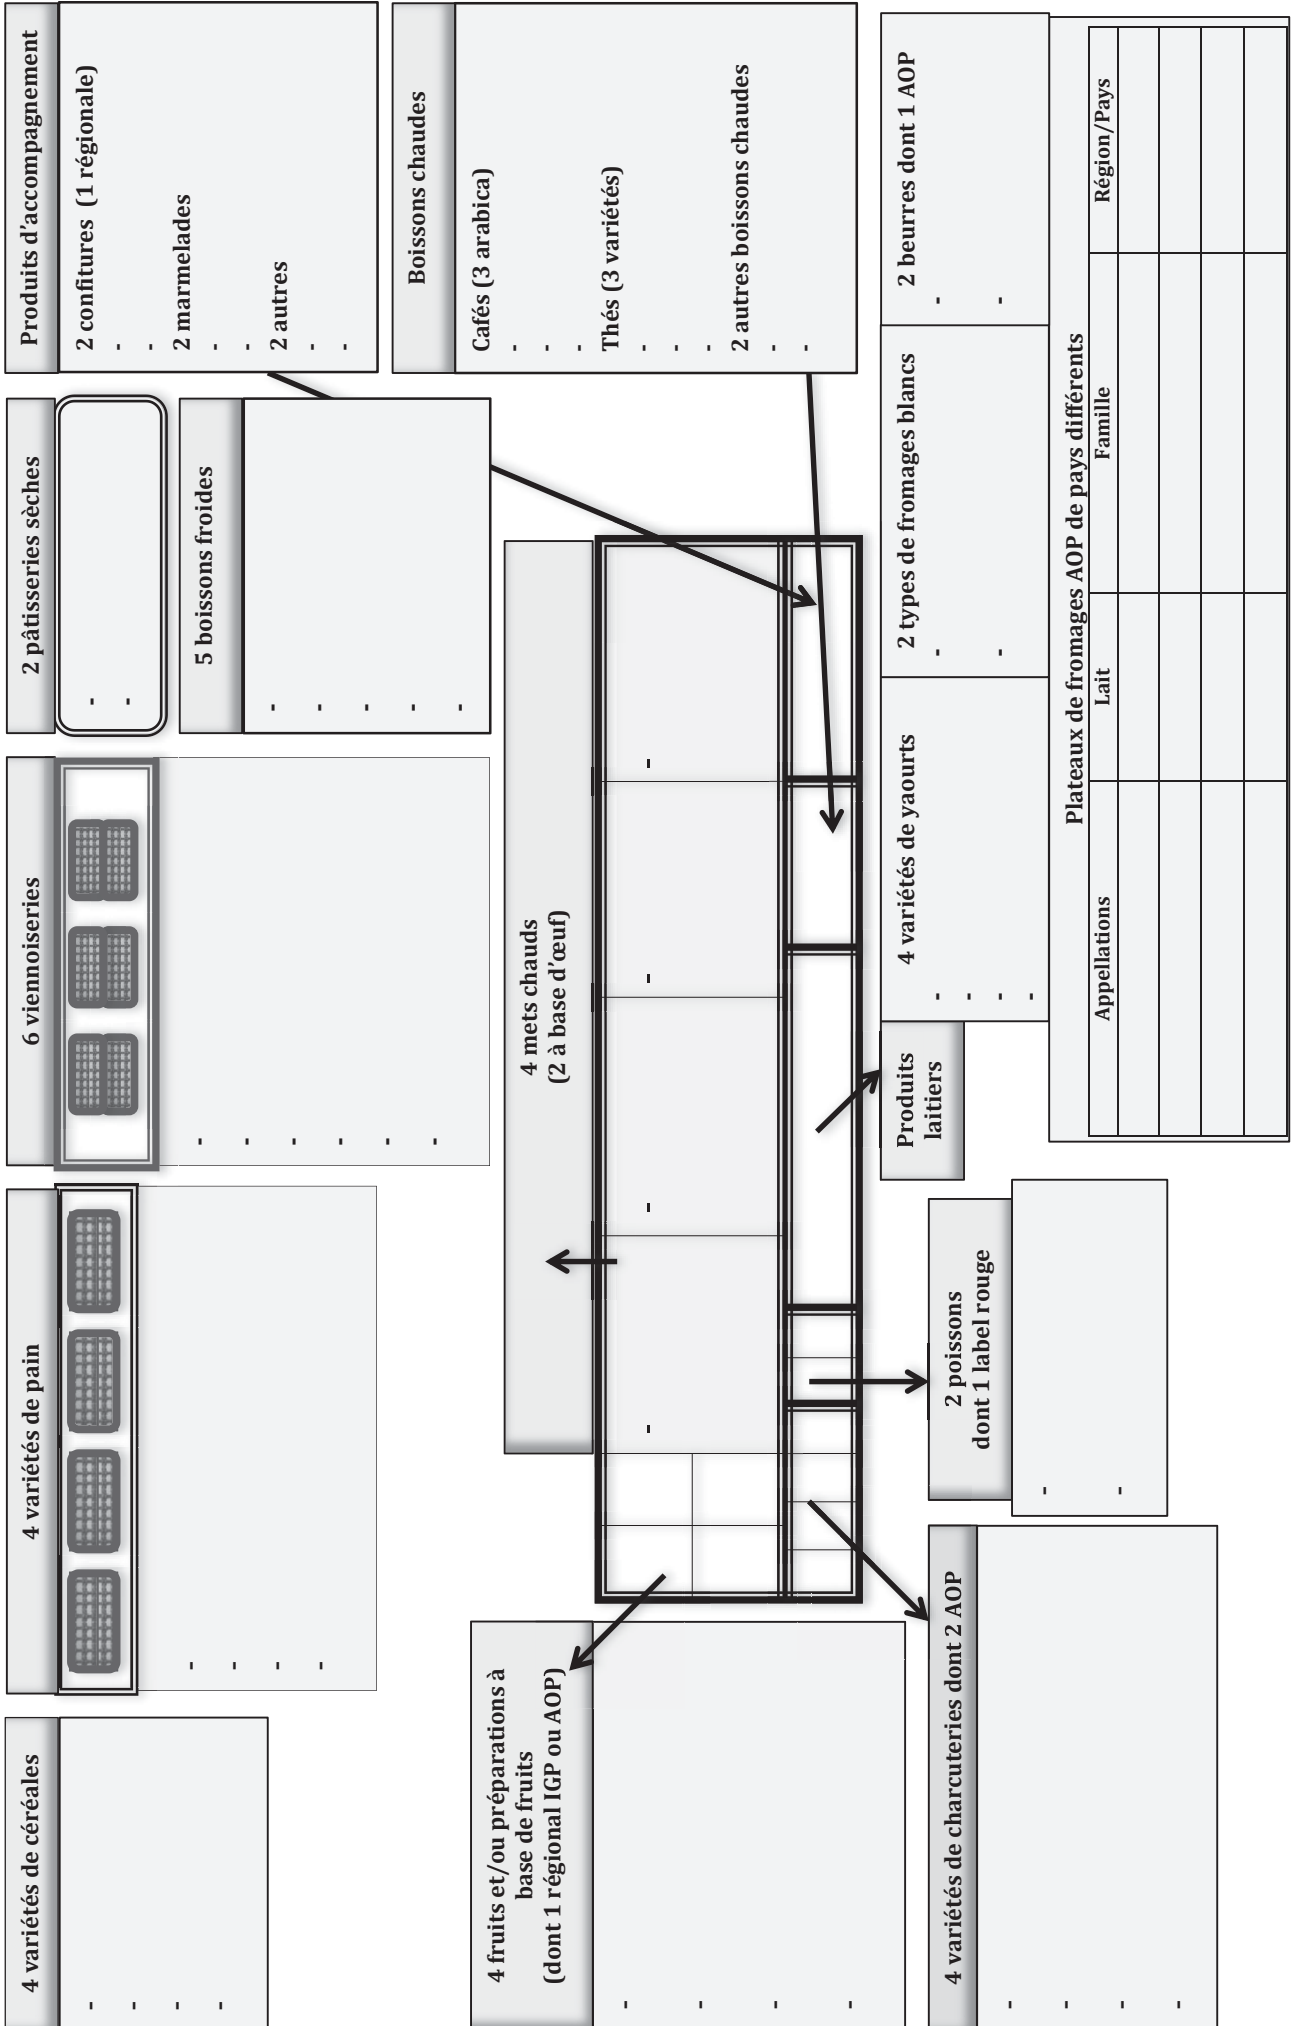 4 variétés de céréales
-
-
-
-
4 variétés de pain
-
-
-
-
6 viennoiseries
-
-
-
-
-
-
2 pâtisseries sèches
-
-
Produits d'accompagnement
2 confitures (1 régionale)
-
-
2 marmelades
-
-
2 autres
-
-
5 boissons froides
-
-
-
-
-
Boissons chaudes
Cafés (3 arabica)
-
-
-
Thés (3 variétés)
-
-
-
2 autres boissons chaudes
-
-
4 mets chauds
(2 à base d'œuf)
-
-
-
-
4 fruits et/ou préparations à
base de fruits
(dont 1 régional IGP ou AOP)
-
-
-
-
4 variétés de charcuteries dont 2 AOP
-
-
-
-
2 poissons
dont 1 label rouge
-
-
Produits
laitiers
4 variétés de yaourts
-
-
-
-
2 types de fromages blancs
-
-
2 beurres dont 1 AOP
-
-
Plateaux de fromages AOP de pays différents
Appellations Lait Famille Région/Pays